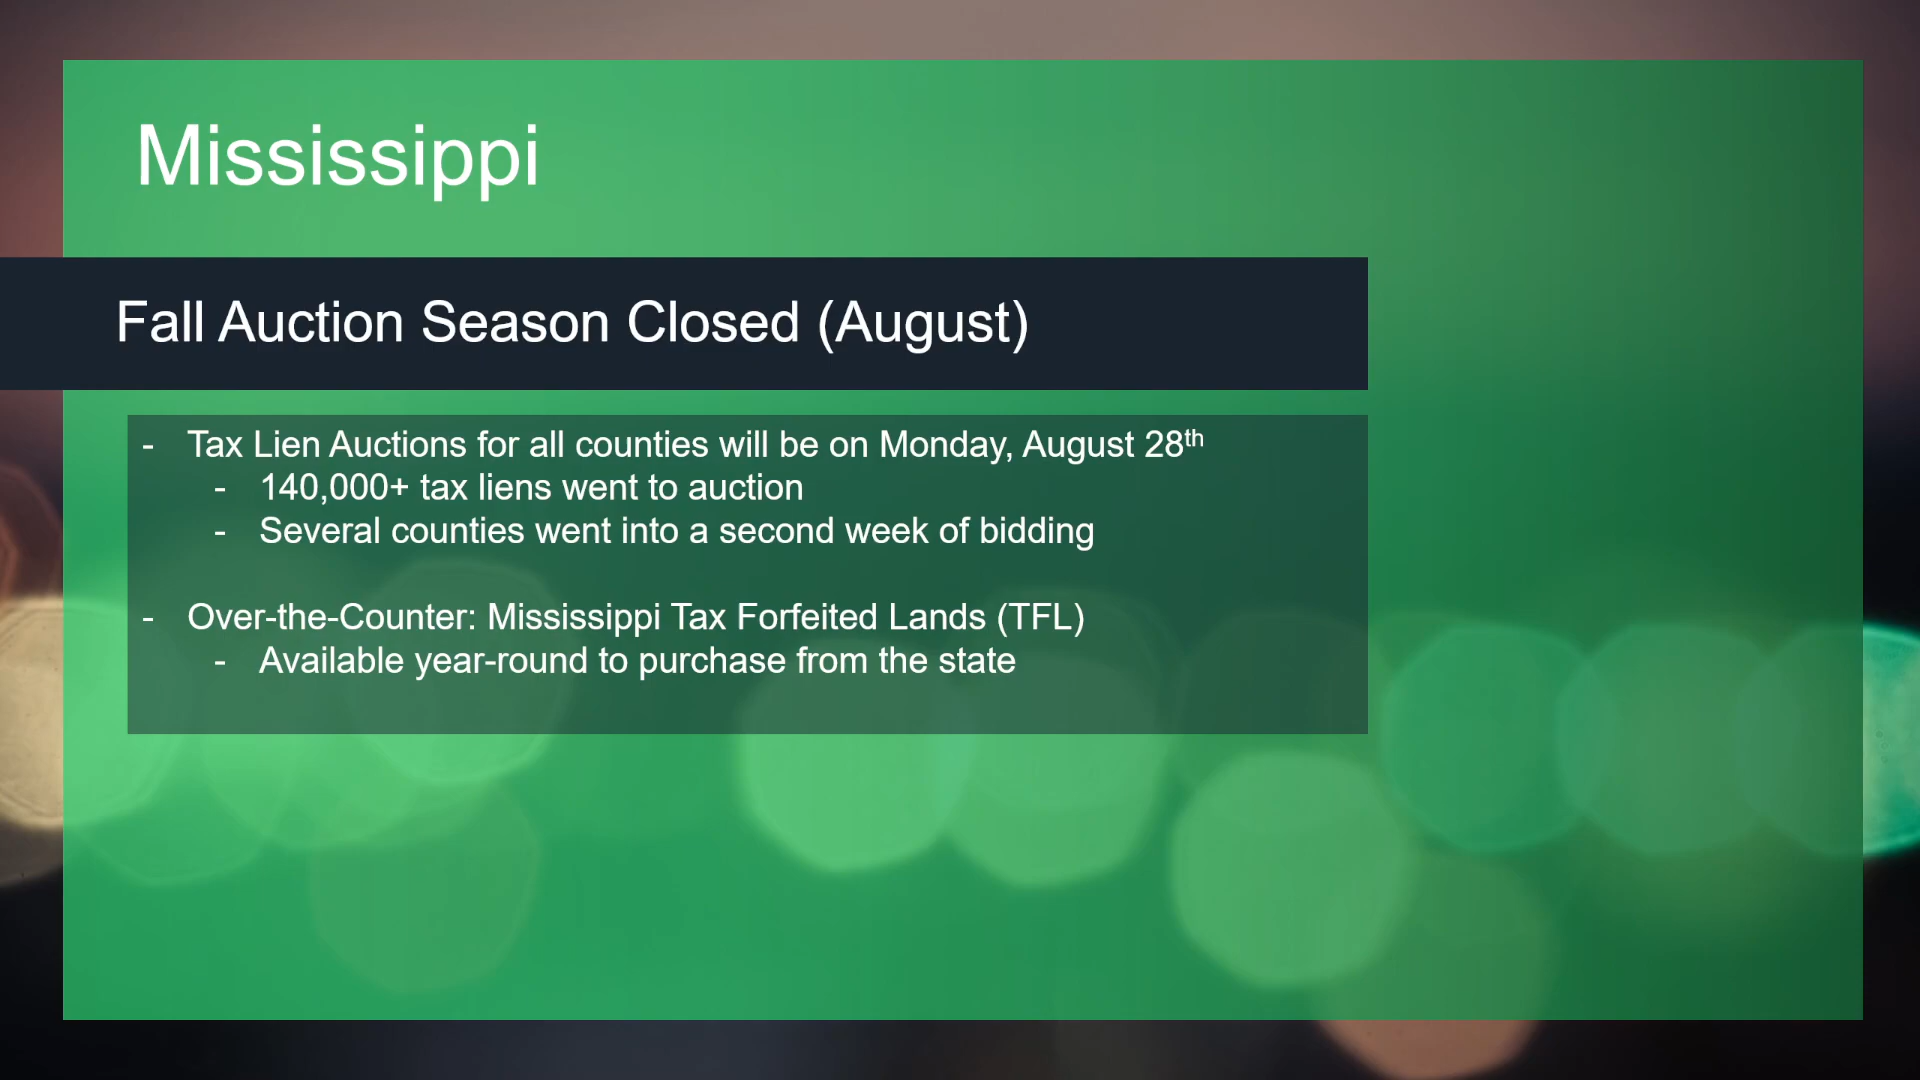 Mississippi
Fall Auction Season Closed (August)
- Tax Lien Auctions for all counties will be on Monday, August 28th
- 140,000+ tax liens went to auction
- Several counties went into a second week of bidding
- Over-the-Counter: Mississippi Tax Forfeited Lands (TFL)
- Available year-round to purchase from the state